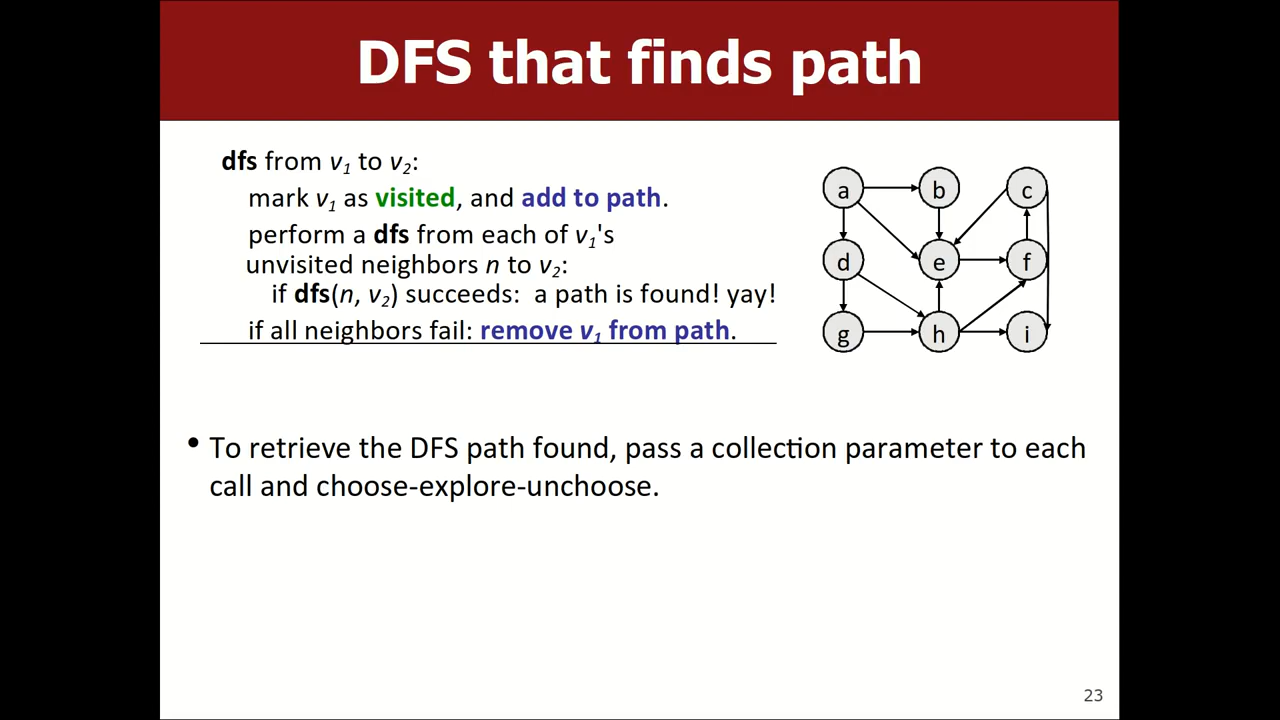 DFS that finds path
dfs from v1 to v2:
mark v1 as visited, and add to path.
perform a dfs from each of v1's
unvisited neighbors n to v2:
if dfs(n, v2) succeeds: a path is found! yay!
if all neighbors fail: remove v1 from path.
a b c
d e f
g h i
• To retrieve the DFS path found, pass a collection parameter to each
call and choose-explore-unchoose.
23